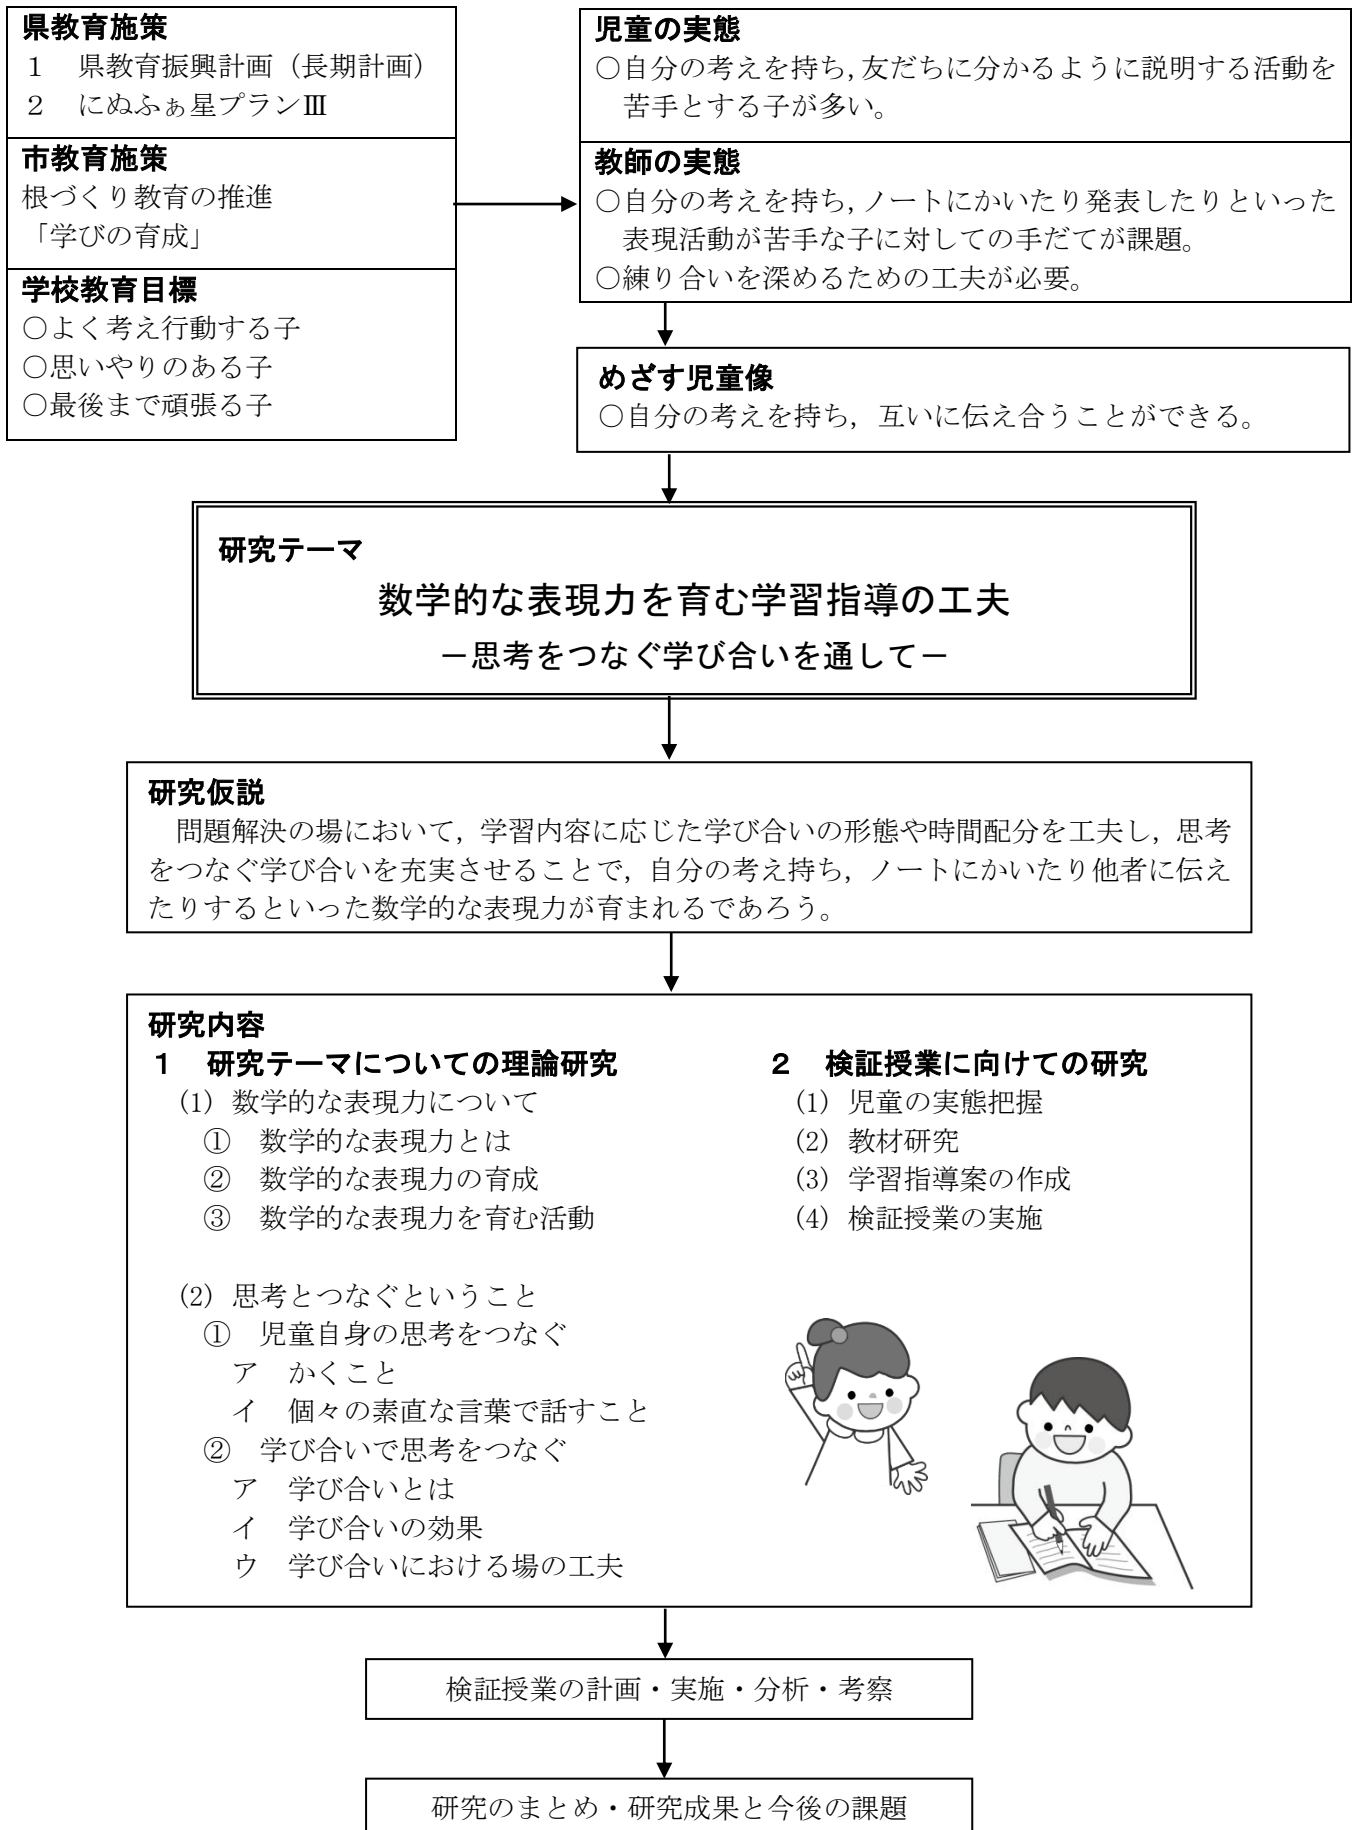 県教育施策
１　県教育振興計画（長期計画）
２　にぬふぁ星プランⅢ
市教育施策
根づくり教育の推進
「学びの育成」
学校教育目標
○よく考え行動する子
○思いやりのある子
○最後まで頑張る子
児童の実態
○自分の考えを持ち,友だちに分かるように説明する活動を
苦手とする子が多い。
教師の実態
○自分の考えを持ち,ノートにかいたり発表したりといった
表現活動が苦手な子に対しての手だてが課題。
○練り合いを深めるための工夫が必要。
めざす児童像
○自分の考えを持ち，互いに伝え合うことができる。
研究テーマ
数学的な表現力を育む学習指導の工夫
－思考をつなぐ学び合いを通して－
研究仮説
問題解決の場において，学習内容に応じた学び合いの形態や時間配分を工夫し，思考
をつなぐ学び合いを充実させることで，自分の考え持ち，ノートにかいたり他者に伝え
たりするといった数学的な表現力が育まれるであろう。
研究内容
１　研究テーマについての理論研究
(1) 数学的な表現力について
①　数学的な表現力とは
②　数学的な表現力の育成
③　数学的な表現力を育む活動
(2) 思考とつなぐということ
①　児童自身の思考をつなぐ
ア　かくこと
イ　個々の素直な言葉で話すこと
②　学び合いで思考をつなぐ
ア　学び合いとは
イ　学び合いの効果
ウ　学び合いにおける場の工夫
２　検証授業に向けての研究
(1) 児童の実態把握
(2) 教材研究
(3) 学習指導案の作成
(4) 検証授業の実施
検証授業の計画・実施・分析・考察
研究のまとめ・研究成果と今後の課題